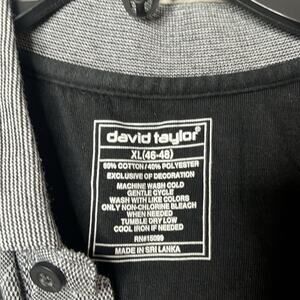 david taylor®
XL(46-48)
60% COTTON / 40% POLYESTER
EXCLUSIVE OF DECORATION
MACHINE WASH COLD
GENTLE CYCLE
WASH WITH LIKE COLORS
ONLY NON-CHLORINE BLEACH
WHEN NEEDED
TUMBLE DRY LOW
COOL IRON IF NEEDED
RN#15099
MADE IN SRI LANKA